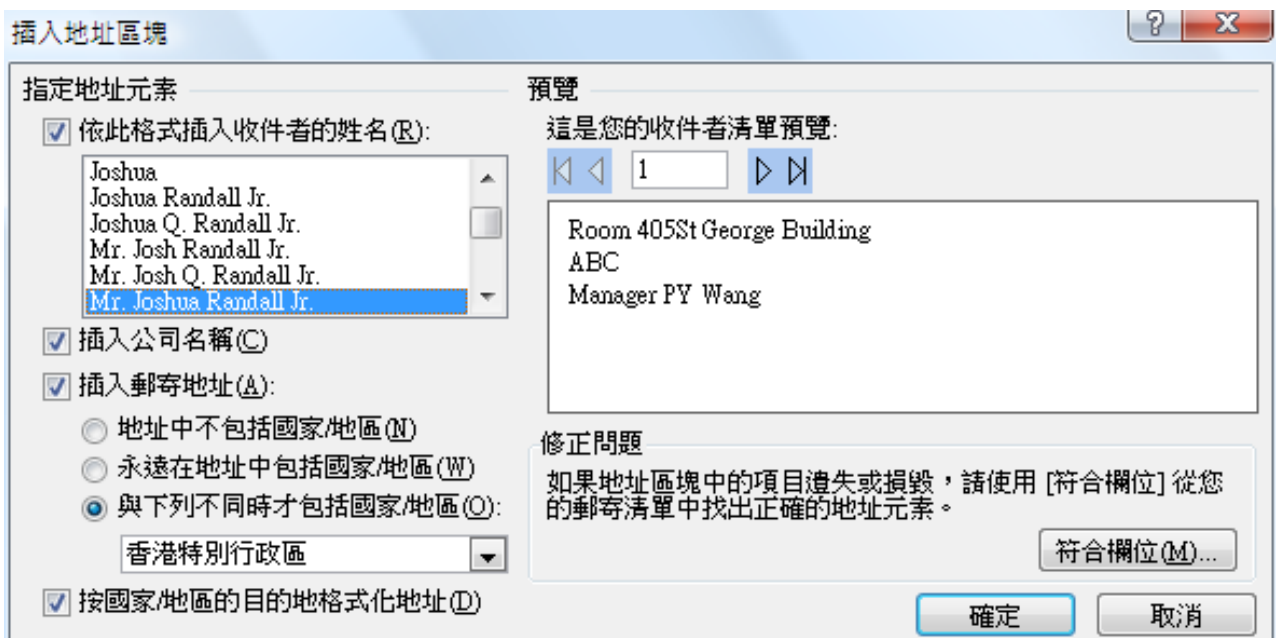 插入地址區塊
指定地址元素
依此格式插入收件者的姓名(R):
Joshua
Joshua Randall Jr.
Joshua Q. Randall Jr.
Mr. Josh Randall Jr.
Mr. Josh Q. Randall Jr.
Mr. Joshua Randall Jr.
插入公司名稱(C)
插入郵寄地址(A):
地址中不包括國家/地區(N)
永遠在地址中包括國家/地區(W)
與下列不同時才包括國家/地區(O):
香港特別行政區
按國家/地區的目的地格式化地址(D)
預覽
這是您的收件者清單預覽:
1
Room 405St George Building
ABC
Manager PY Wang
修正問題
如果地址區塊中的項目遺失或損毀，請使用 [符合欄位] 從您
的郵寄清單中找出正確的地址元素。
符合欄位(M)...
確定
取消